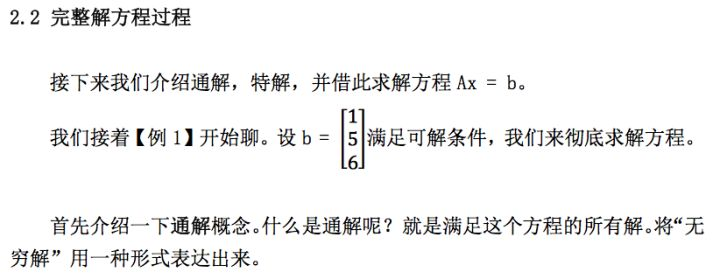 2.2 完整解方程过程
接下来我们介绍通解，特解，并借此求解方程 Ax = b。
我们接着【例 1】开始聊。设 b = [1 5 6] 满足可解条件，我们来彻底求解方程。
首先介绍一下通解概念。什么是通解呢？就是满足这个方程的所有解。将“无
穷解”用一种形式表达出来。